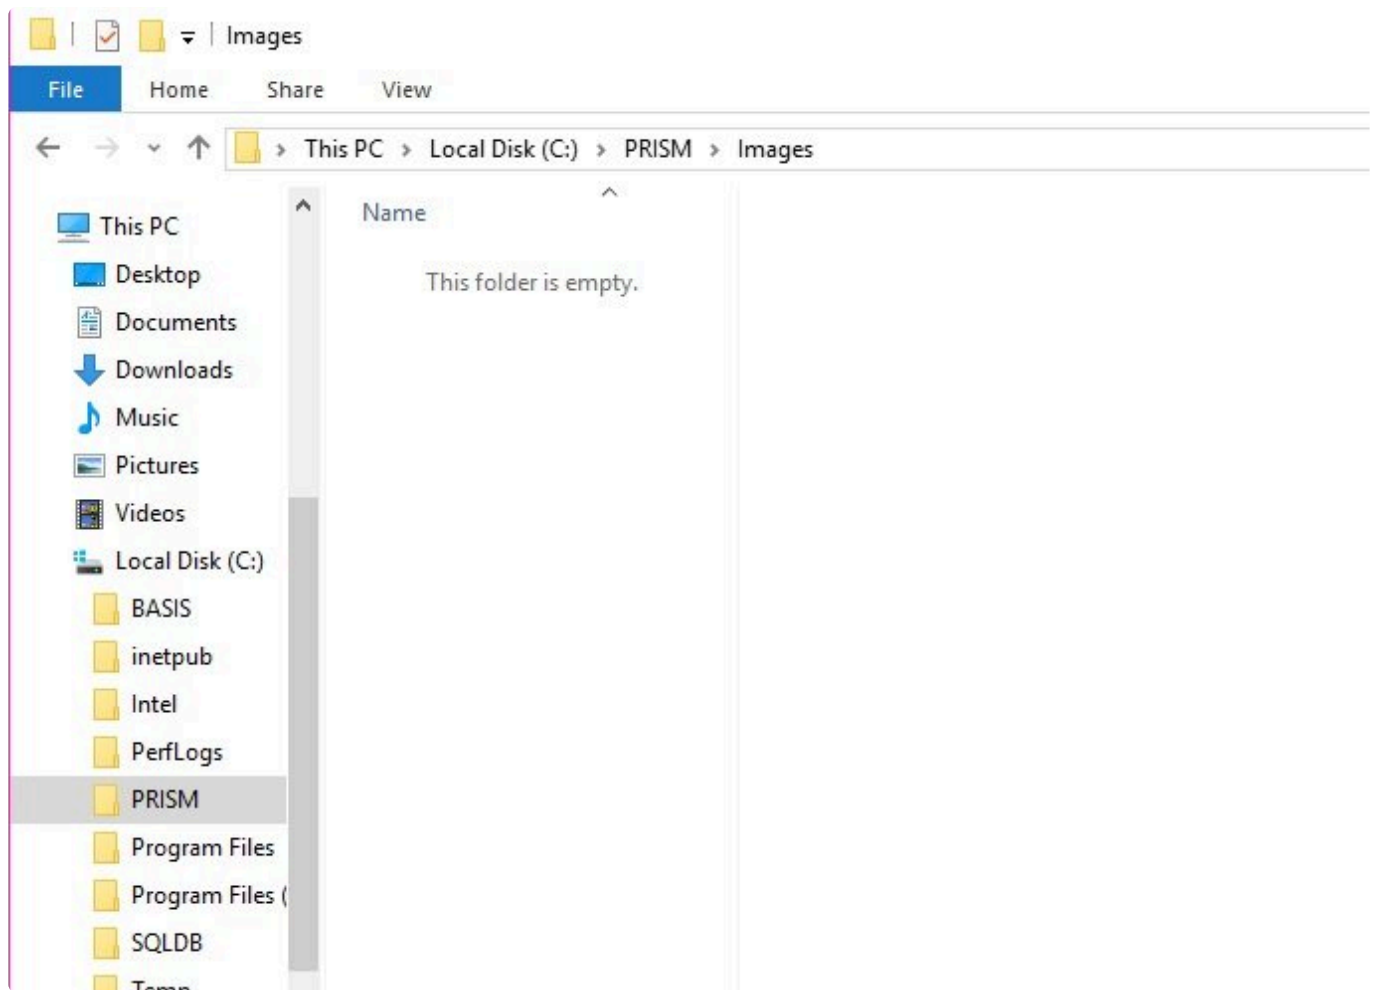 Images
File Home Share View
This PC > Local Disk (C:) > PRISM > Images
Name
This folder is empty.
This PC
Desktop
Documents
Downloads
Music
Pictures
Videos
Local Disk (C:)
BASIS
inetpub
Intel
PerfLogs
PRISM
Program Files
Program Files (
SQLDB
Temp